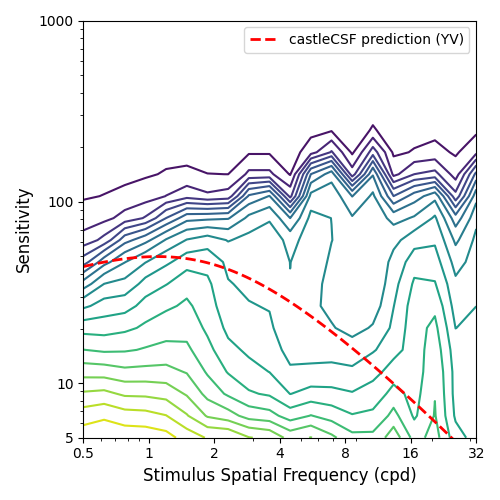 1000
castleCSF prediction (YV)
100
10
5
Sensitivity
0.5 1 2 4 8 16 32
Stimulus Spatial Frequency (cpd)